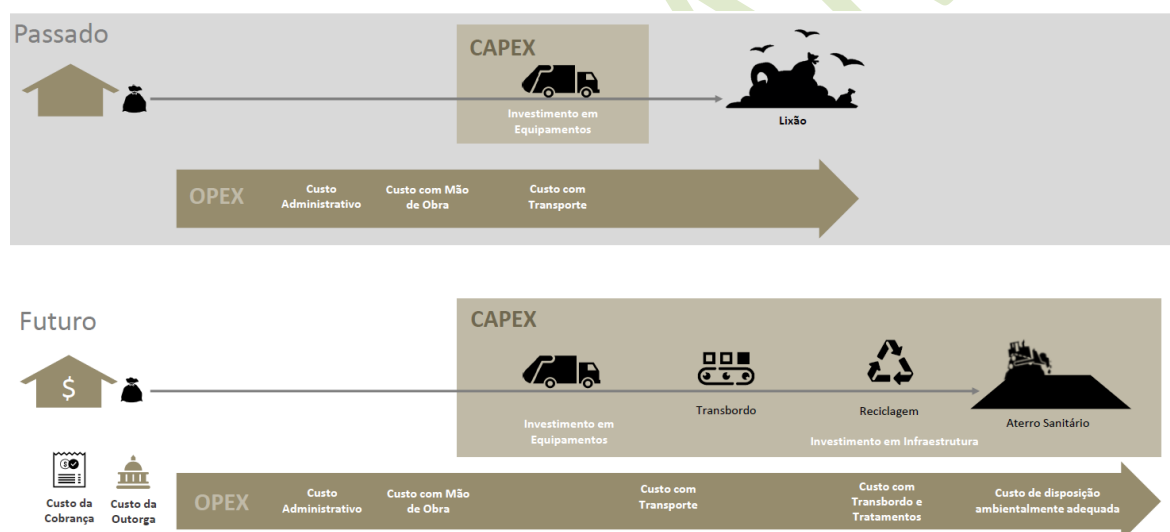 Passado
CAPEX
Investimento em
Equipamentos
Lixão
OPEX
Custo
Administrativo
Custo com Mão
de Obra
Custo com
Transporte
Futuro
CAPEX
$
Transbordo
Reciclagem
Aterro Sanitário
Investimento em
Equipamentos
Investimento em Infraestrutura
Custo da
Cobrança
Custo da
Outorga
OPEX
Custo
Administrativo
Custo com Mão
de Obra
Custo com
Transporte
Custo com
Transbordo e
Tratamentos
Custo de disposição
ambientalmente adequada